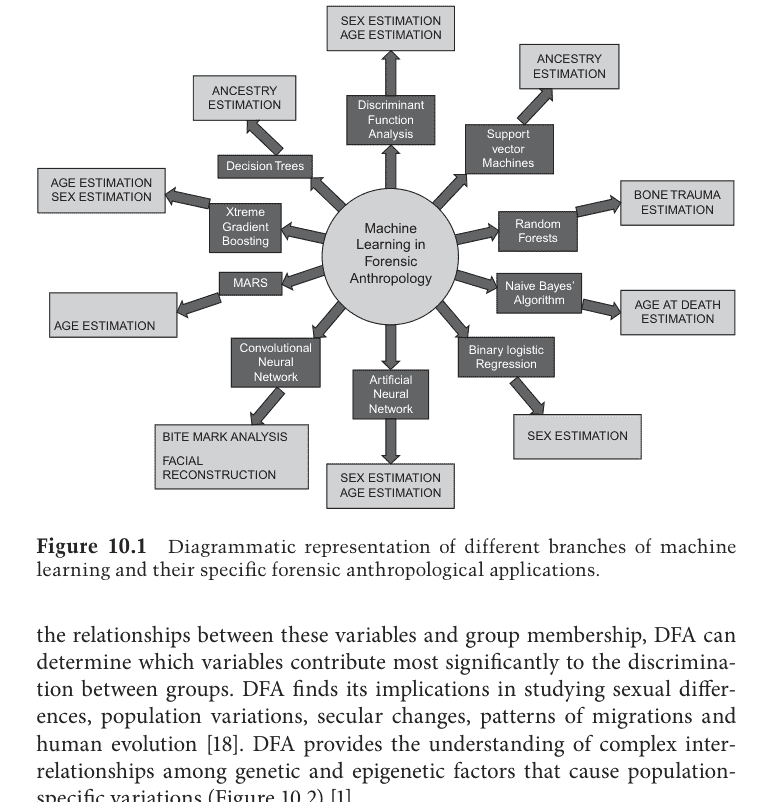 SEX ESTIMATION
AGE ESTIMATION
ANCESTRY
ESTIMATION
ANCESTRY
ESTIMATION
Discriminant
Function
Analysis
Support
vector
Machines
Decision Trees
AGE ESTIMATION
SEX ESTIMATION
Xtreme
Gradient
Boosting
Machine
Learning in
Forensic
Anthropology
Random
Forests
BONE TRAUMA
ESTIMATION
MARS
AGE ESTIMATION
Naive Bayes'
Algorithm
AGE AT DEATH
ESTIMATION
Convolutional
Neural
Network
Binary logistic
Regression
Artificial
Neural
Network
BITE MARK ANALYSIS
FACIAL
RECONSTRUCTION
SEX ESTIMATION
SEX ESTIMATION
AGE ESTIMATION
Figure 10.1 Diagrammatic representation of different branches of machine
learning and their specific forensic anthropological applications.
the relationships between these variables and group membership, DFA can
determine which variables contribute most significantly to the discrimina-
tion between groups. DFA finds its implications in studying sexual differ-
ences, population variations, secular changes, patterns of migrations and
human evolution [18]. DFA provides the understanding of complex inter-
relationships among genetic and epigenetic factors that cause population-
specific variations (Figure 10.2) [1].